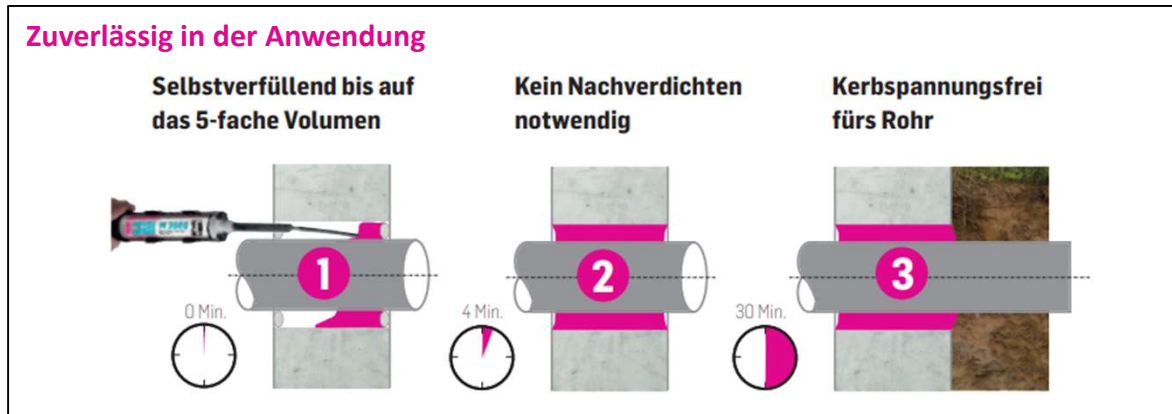 Zuverlässig in der Anwendung
Selbstverfüllend bis auf
das 5-fache Volumen
Kein Nachverdichten
notwendig
Kerbspannungsfrei
fürs Rohr
1
0 Min.
2
4 Min.
3
30 Min.